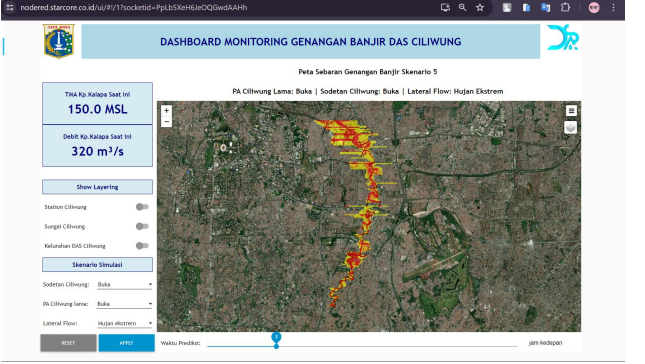 nodered.starcore.co.id/ui/#!/1?socketid=PpLb5XeH6JeOQGwdAAHh
JAYA RAYA
DASHBOARD MONITORING GENANGAN BANJIR DAS CILIWUNG
Peta Sebaran Genangan Banjir Skenario 5
PA Ciliwung Lama: Buka | Sodetan Ciliwung: Buka | Lateral Flow: Hujan Ekstrem
TMA Kp.Kalapa Saat Ini
150.0 MSL
Debit Kp.Kalapa Saat Ini
320 m³/s
+
−
Show Layering
Station Ciliwung
Sungai Ciliwung
Kelurahan DAS Ciliwung
Skenario Simulasi
Sodetan Ciliwung: Buka
PA Ciliwung lama: Buka
Lateral Flow: Hujan ekstrem
RESET APPLY
Waktu Prediksi: 7 jam kedepan